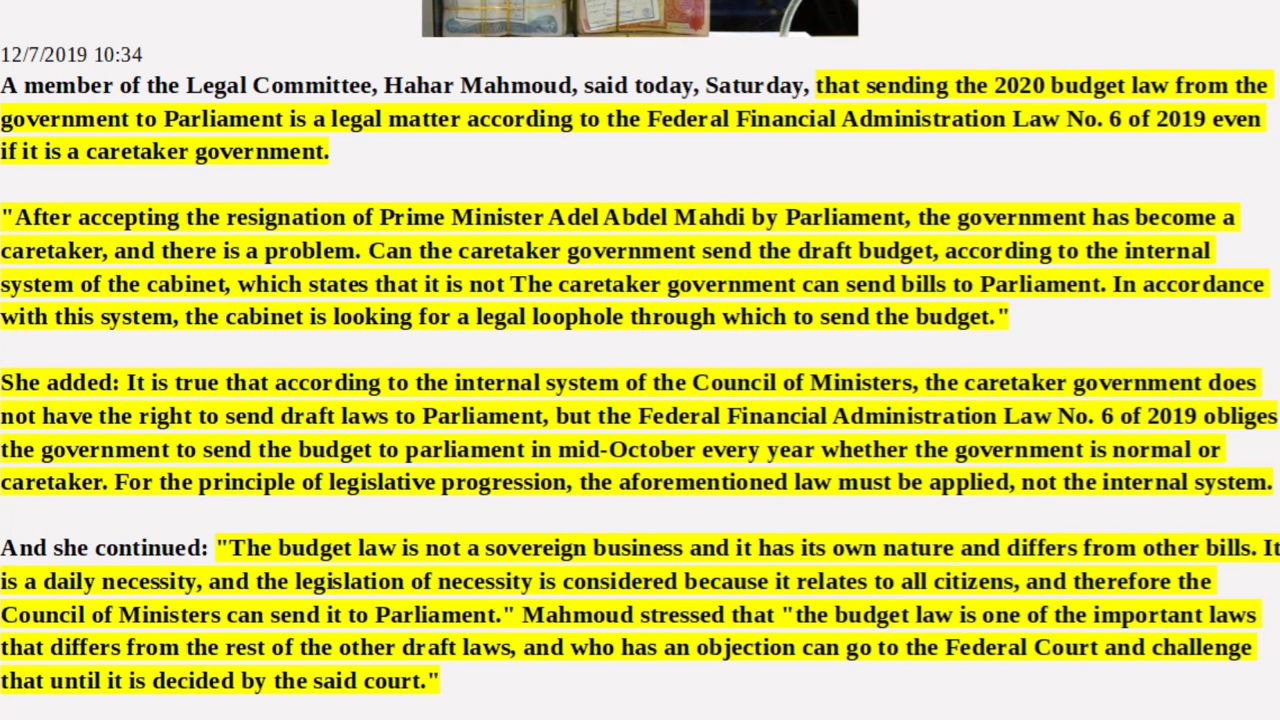 12/7/2019 10:34
A member of the Legal Committee, Hahar Mahmoud, said today, Saturday, that sending the 2020 budget law from the
government to Parliament is a legal matter according to the Federal Financial Administration Law No. 6 of 2019 even
if it is a caretaker government.
"After accepting the resignation of Prime Minister Adel Abdel Mahdi by Parliament, the government has become a
caretaker, and there is a problem. Can the caretaker government send the draft budget, according to the internal
system of the cabinet, which states that it is not The caretaker government can send bills to Parliament. In accordance
with this system, the cabinet is looking for a legal loophole through which to send the budget."
She added: It is true that according to the internal system of the Council of Ministers, the caretaker government does
not have the right to send draft laws to Parliament, but the Federal Financial Administration Law No. 6 of 2019 obliges
the government to send the budget to parliament in mid-October every year whether the government is normal or
caretaker. For the principle of legislative progression, the aforementioned law must be applied, not the internal system.
And she continued: "The budget law is not a sovereign business and it has its own nature and differs from other bills. It
is a daily necessity, and the legislation of necessity is considered because it relates to all citizens, and therefore the
Council of Ministers can send it to Parliament." Mahmoud stressed that "the budget law is one of the important laws
that differs from the rest of the other draft laws, and who has an objection can go to the Federal Court and challenge
that until it is decided by the said court."